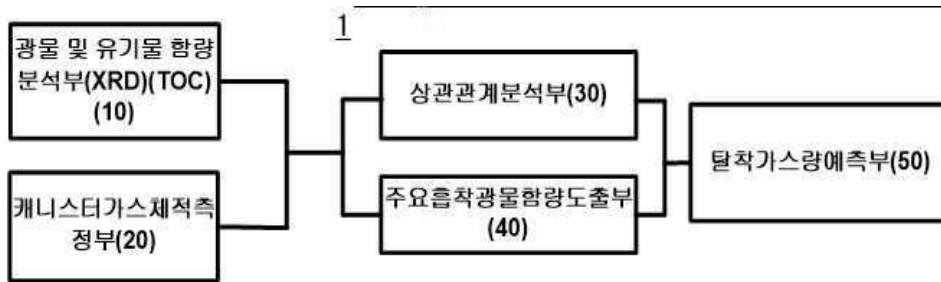 1
광물 및 유기물 함량
분석부(XRD)(TOC)
(10)
상관관계분석부(30)
탈착가스량예측부(50)
캐니스터가스체적측
정부(20)
주요흡착광물함량도출부
(40)